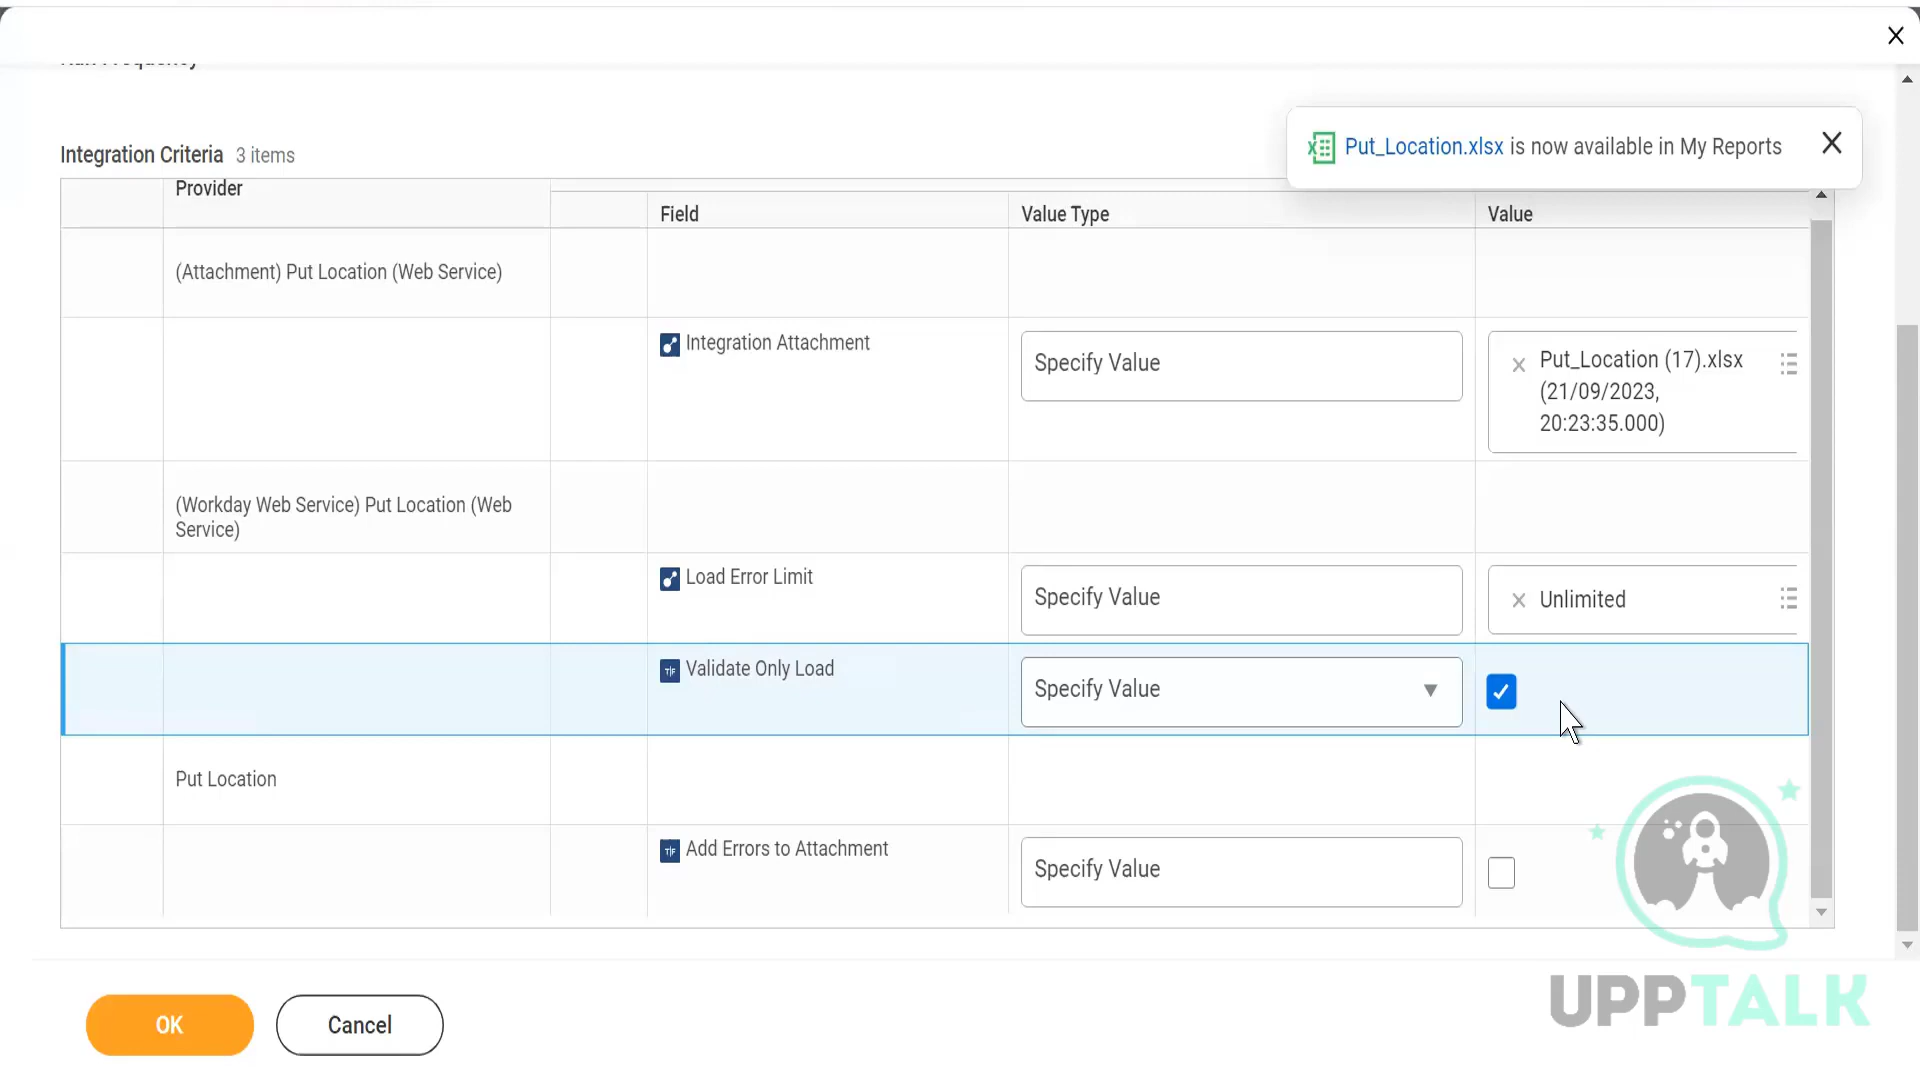 Integration Criteria 3 items
Put_Location.xlsx is now available in My Reports
Provider
Field
Value Type
Value
(Attachment) Put Location (Web Service)
Integration Attachment
Specify Value
Put_Location (17).xlsx
(21/09/2023,
20:23:35.000)
(Workday Web Service) Put Location (Web
Service)
Load Error Limit
Specify Value
Unlimited
Validate Only Load
Specify Value
Put Location
Add Errors to Attachment
Specify Value
OK
Cancel
UPPTALK